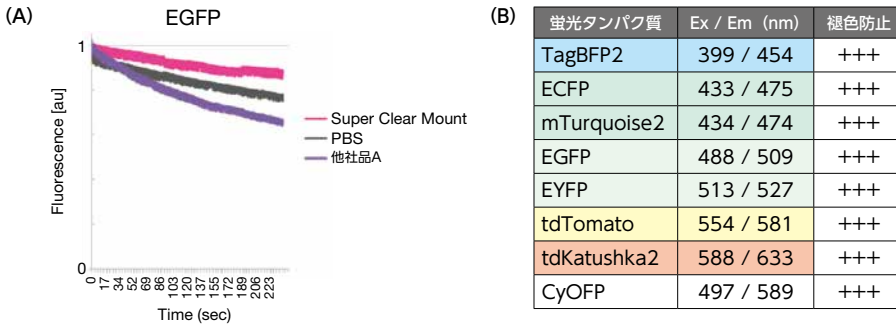 (A)
EGFP
1
0
Fluorescence [au]
0
17
34
52
69
86
103
120
137
155
172
189
206
223
Time (sec)
Super Clear Mount
PBS
他社品A
(B)
蛍光タンパク質 Ex / Em（nm） 褪色防止
TagBFP2 399 / 454 +++
ECFP 433 / 475 +++
mTurquoise2 434 / 474 +++
EGFP 488 / 509 +++
EYFP 513 / 527 +++
tdTomato 554 / 581 +++
tdKatushka2 588 / 633 +++
CyOFP 497 / 589 +++